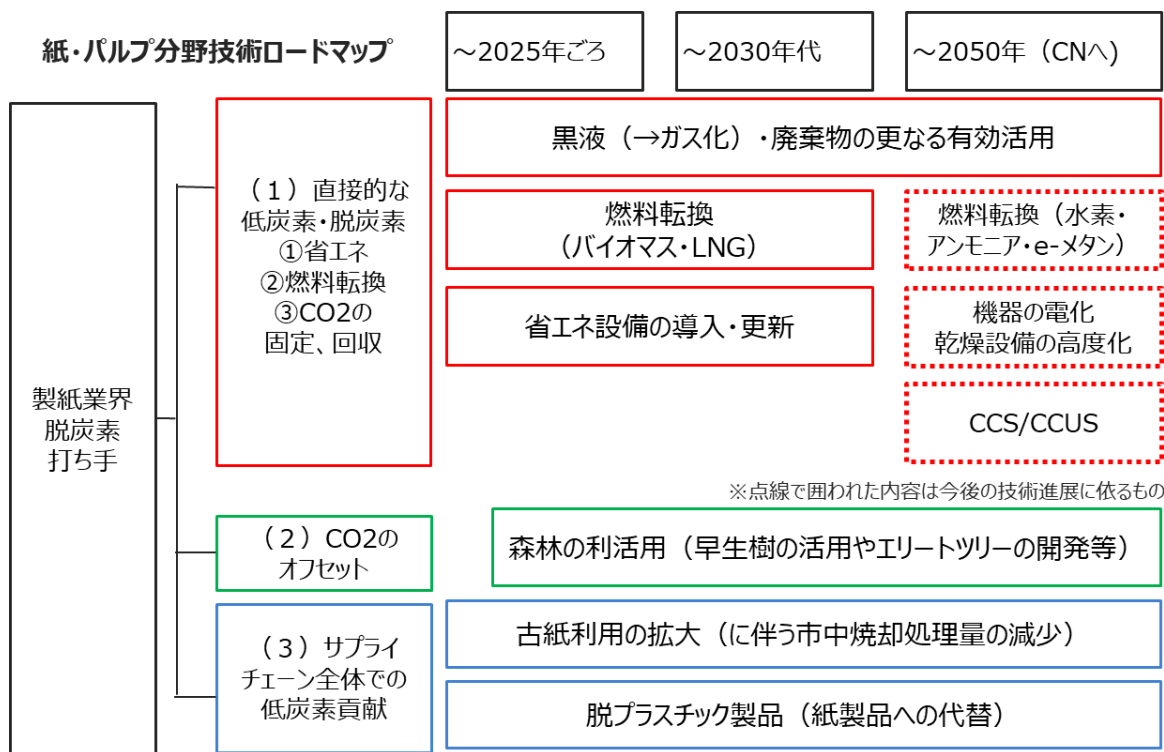 紙・パルプ分野技術ロードマップ
～2025年ごろ
～2030年代
～2050年（CNへ)
製紙業界
脱炭素
打ち手
（１）直接的な
低炭素・脱炭素
①省エネ
②燃料転換
③CO2の
固定、回収
黒液（→ガス化）・廃棄物の更なる有効活用
燃料転換
（バイオマス・LNG）
燃料転換（水素・
アンモニア・e-メタン）
省エネ設備の導入・更新
機器の電化
乾燥設備の高度化
CCS/CCUS
※点線で囲われた内容は今後の技術進展に依るもの
（２）CO2の
オフセット
森林の利活用（早生樹の活用やエリートツリーの開発等）
（３）サプライ
チェーン全体での
低炭素貢献
古紙利用の拡大（に伴う市中焼却処理量の減少）
脱プラスチック製品（紙製品への代替）